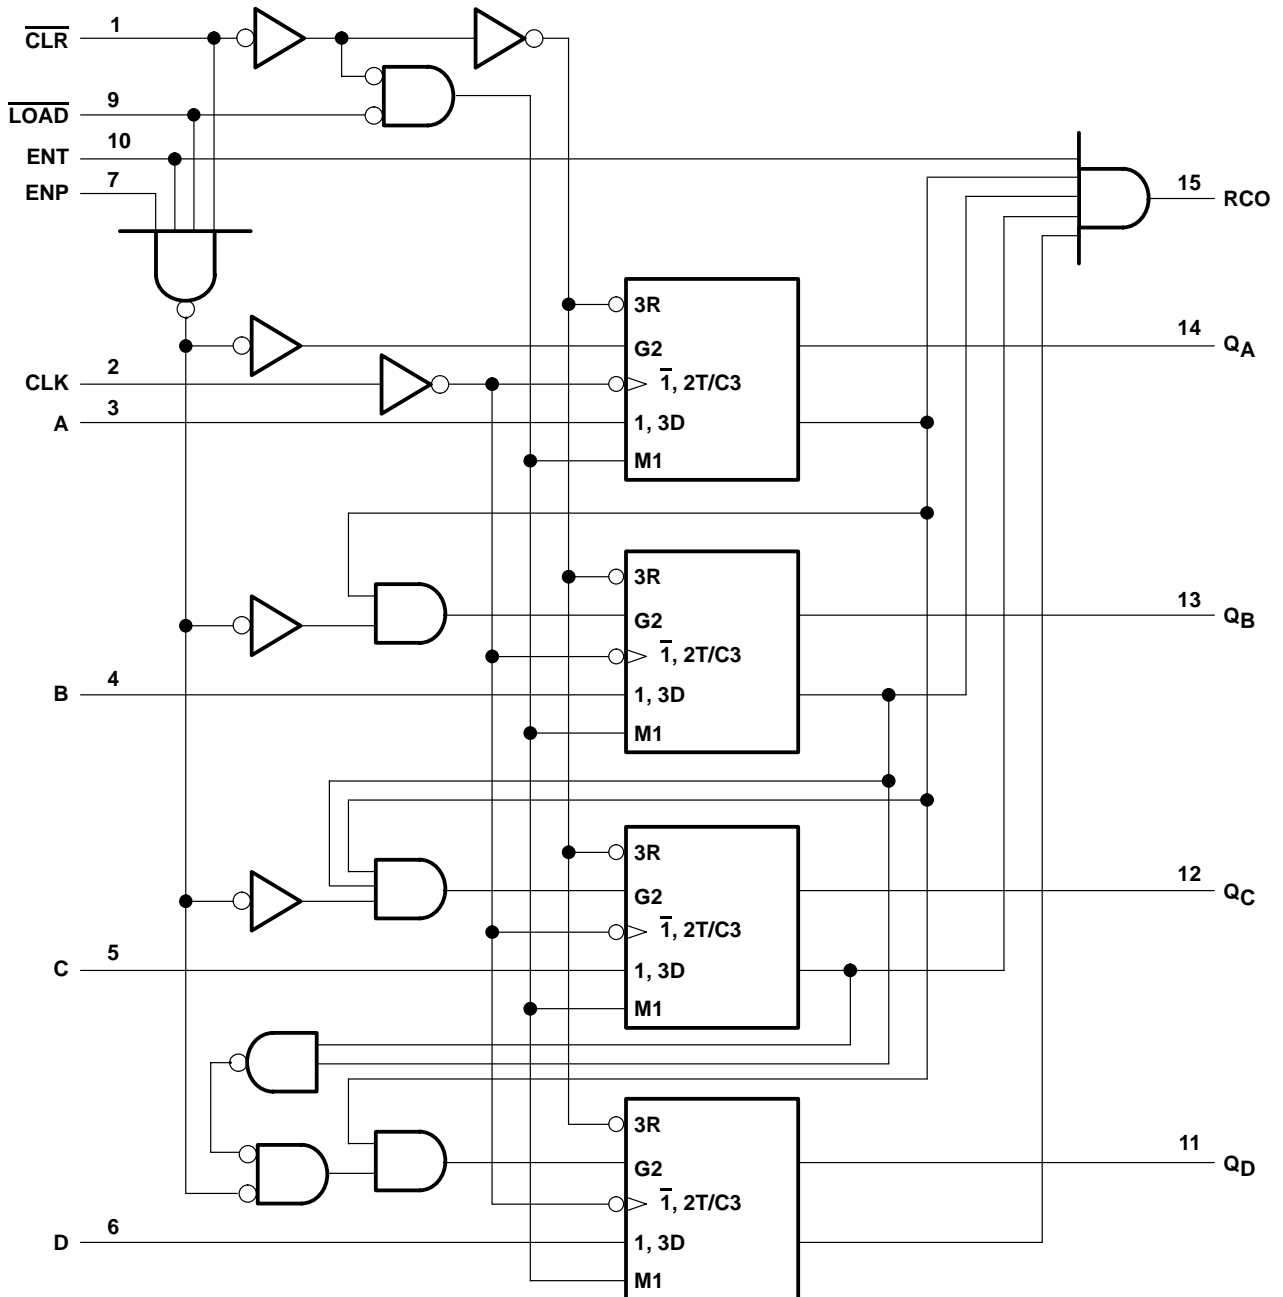 CLR 1
LOAD 9
ENT 10
ENP 7
15 RCO
3R
G2
14 QA
CLK 2
1, 2T/C3
A 3
1, 3D
M1
3R
G2
13 QB
1, 2T/C3
B 4
1, 3D
M1
3R
G2
12 QC
1, 2T/C3
C 5
1, 3D
M1
3R
G2
11 QD
1, 2T/C3
D 6
1, 3D
M1